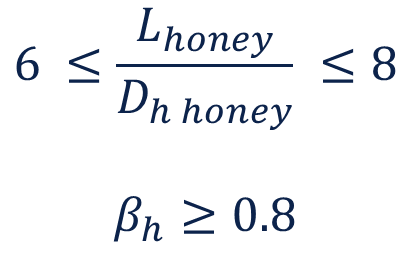 6 ≤ L_honey / D_h honey ≤ 8
β_h ≥ 0.8